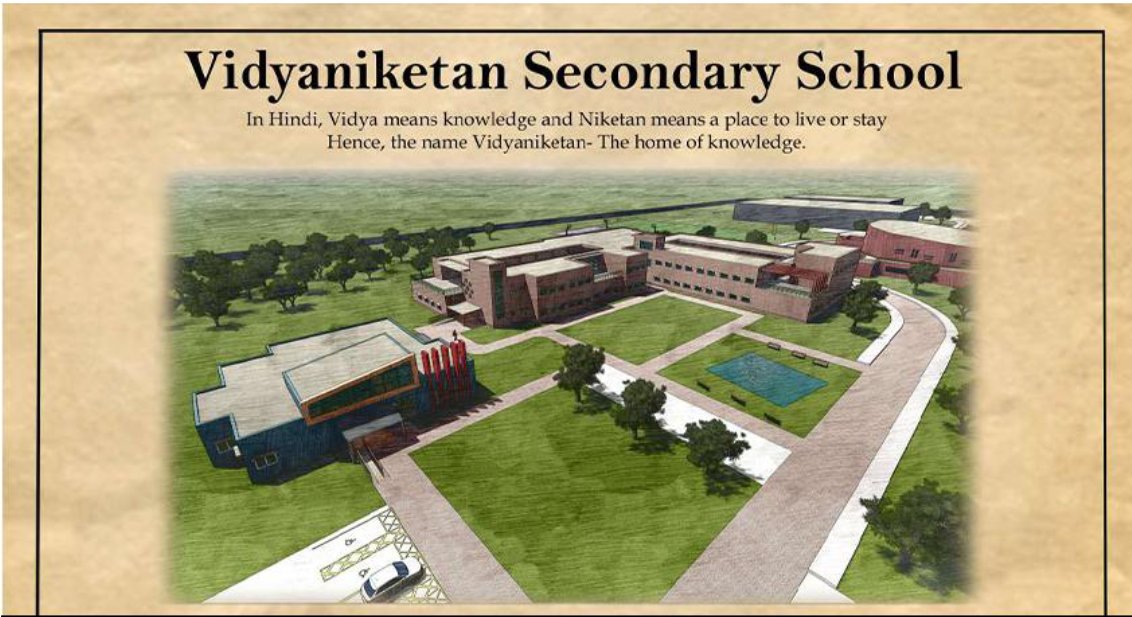 Vidyaniketan Secondary School
In Hindi, Vidya means knowledge and Niketan means a place to live or stay
Hence, the name Vidyaniketan- The home of knowledge.